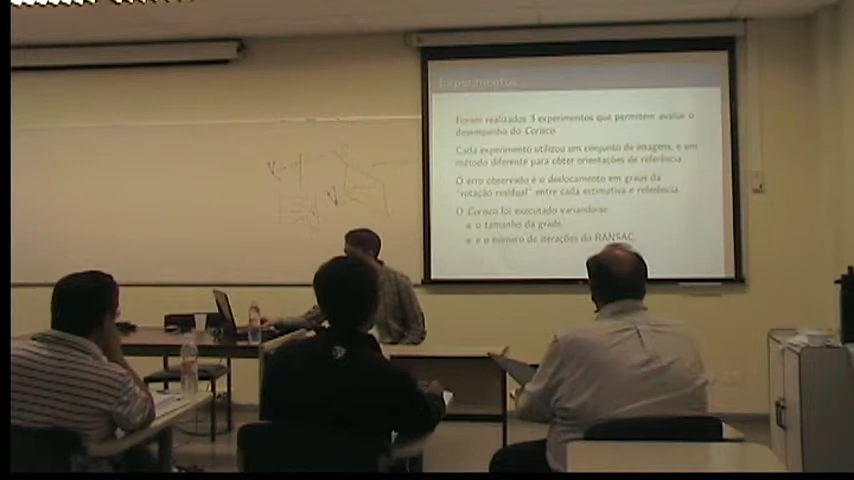 Experimentos
Foram realizados 3 experimentos que permitem avaliar o
desempenho do Corisco
Cada experimento utilizou um conjunto de imagens, e um
método diferente para obter orientações de referência
O erro observado é o deslocamento em graus da
"rotação residual" entre cada estimativa e referência.
O Corisco foi executado variando-se
o tamanho da grade,
e o número de iterações do RANSAC.